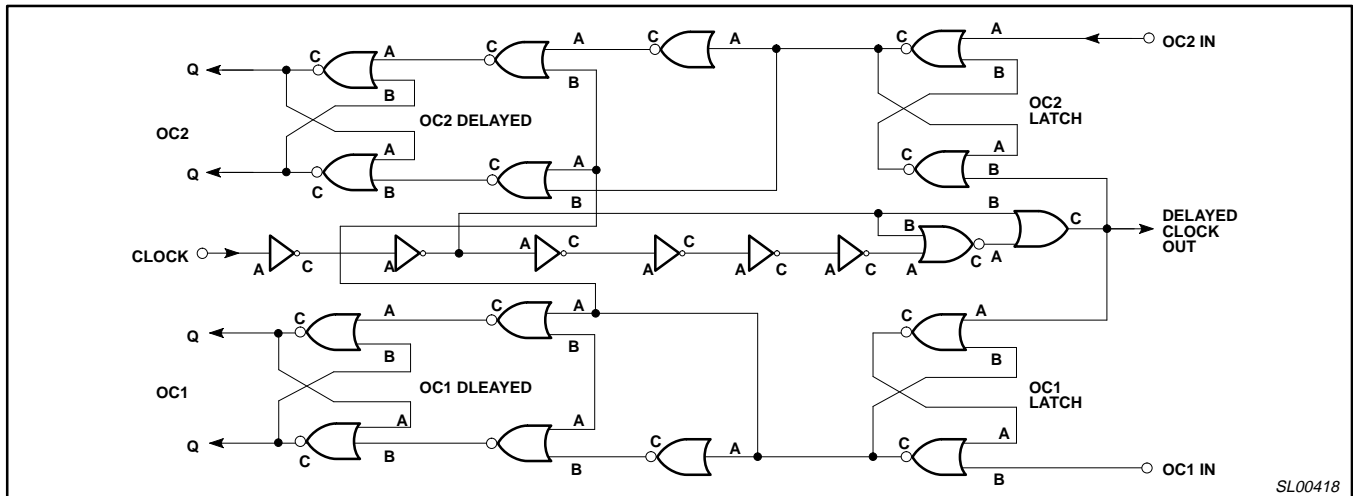 C A C A C A C A OC2 IN
Q B B B
OC2 OC2 DELAYED OC2
LATCH
C A C A C A
Q C B B B
CLOCK A C A C A C A C A C A C B A C B A C DELAYED
CLOCK
OUT
C A C A C A
Q B B B
OC1 OC1 DLEAYED OC1
LATCH
C A C A C A C A
Q C B B B OC1 IN
SL00418